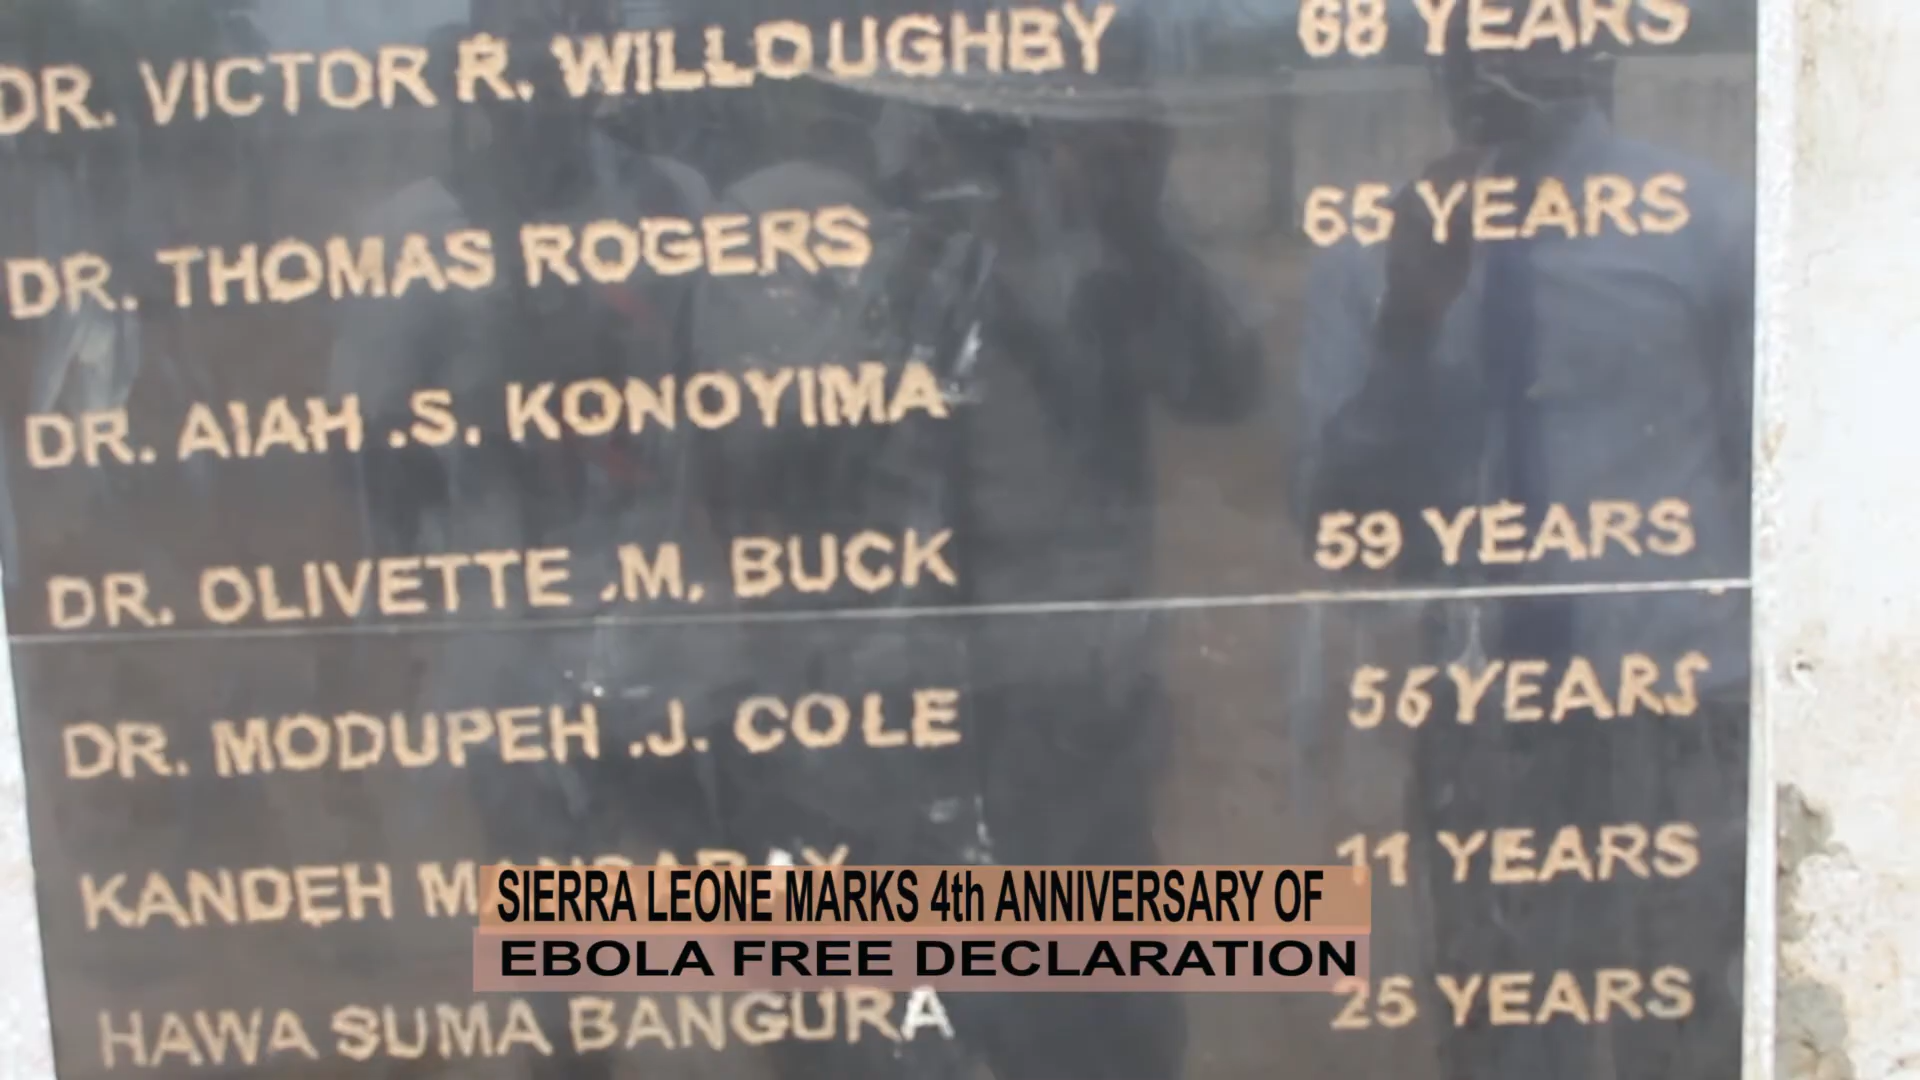 DR. VICTOR R. WILLOUGHBY 68 YEARS
DR. THOMAS ROGERS 65 YEARS
DR. AIAH .S. KONOYIMA
DR. OLIVETTE .M. BUCK 59 YEARS
DR. MODUPEH .J. COLE 56 YEARS
KANDEH 11 YEARS
SIERRA LEONE MARKS 4th ANNIVERSARY OF
EBOLA FREE DECLARATION
HAWA SUMA BANGURA 25 YEARS